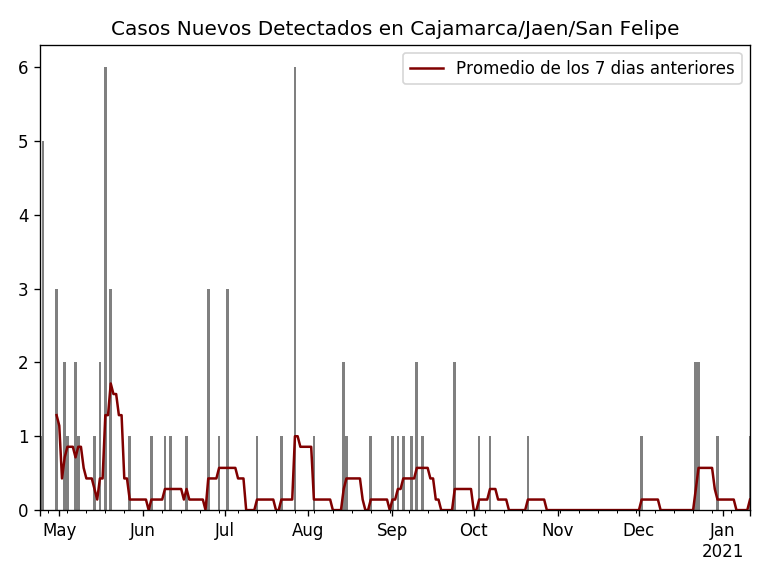 Casos Nuevos Detectados en Cajamarca/Jaen/San Felipe
Promedio de los 7 dias anteriores
6
5
4
3
2
1
0
May Jun Jul Aug Sep Oct Nov Dec Jan
2021